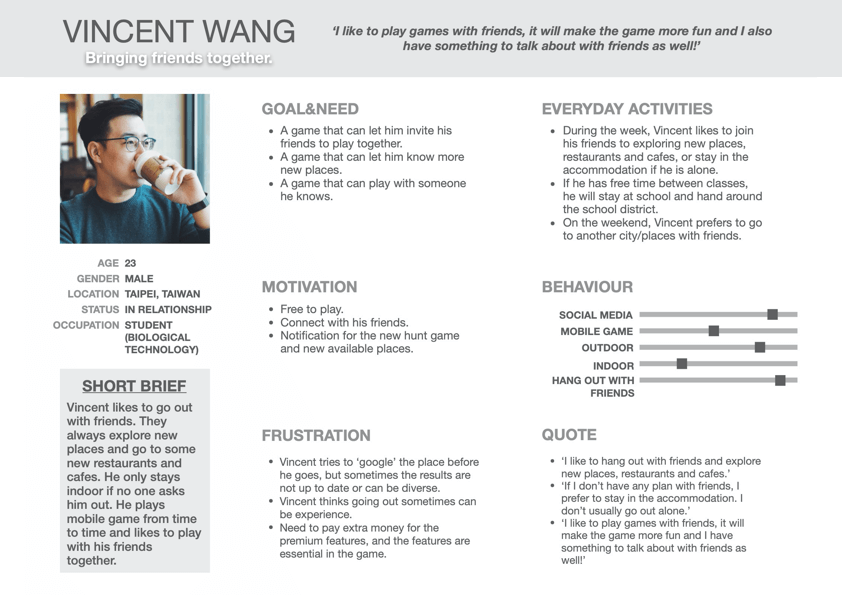 VINCENT WANG
Bringing friends together.
‘I like to play games with friends, it will make the game more fun and I also
have something to talk about with friends as well!’
AGE 23
GENDER MALE
LOCATION TAIPEI, TAIWAN
STATUS IN RELATIONSHIP
OCCUPATION STUDENT
(BIOLOGICAL
TECHNOLOGY)
SHORT BRIEF
Vincent likes to go out
with friends. They
always explore new
places and go to some
new restaurants and
cafes. He only stays
indoor if no one asks
him out. He plays
mobile game from time
to time and likes to play
with his friends
together.
GOAL&NEED
• A game that can let him invite his
friends to play together.
• A game that can let him know more
new places.
• A game that can play with someone
he knows.
MOTIVATION
• Free to play.
• Connect with his friends.
• Notification for the new hunt game
and new available places.
FRUSTRATION
• Vincent tries to ‘google’ the place before
he goes, but sometimes the results are
not up to date or can be diverse.
• Vincent thinks going out sometimes can
be experience.
• Need to pay extra money for the
premium features, and the features are
essential in the game.
EVERYDAY ACTIVITIES
• During the week, Vincent likes to join
his friends to exploring new places,
restaurants and cafes, or stay in the
accommodation if he is alone.
• If he has free time between classes,
he will stay at school and hand around
the school district.
• On the weekend, Vincent prefers to go
to another city/places with friends.
BEHAVIOUR
SOCIAL MEDIA
MOBILE GAME
OUTDOOR
INDOOR
HANG OUT WITH
FRIENDS
QUOTE
• ‘I like to hang out with friends and explore
new places, restaurants and cafes.’
• ‘If I don’t have any plan with friends, I
prefer to stay in the accommodation. I
don’t usually go out alone.’
• ‘I like to play games with friends, it will
make the game more fun and I have
something to talk about with friends as
well!’